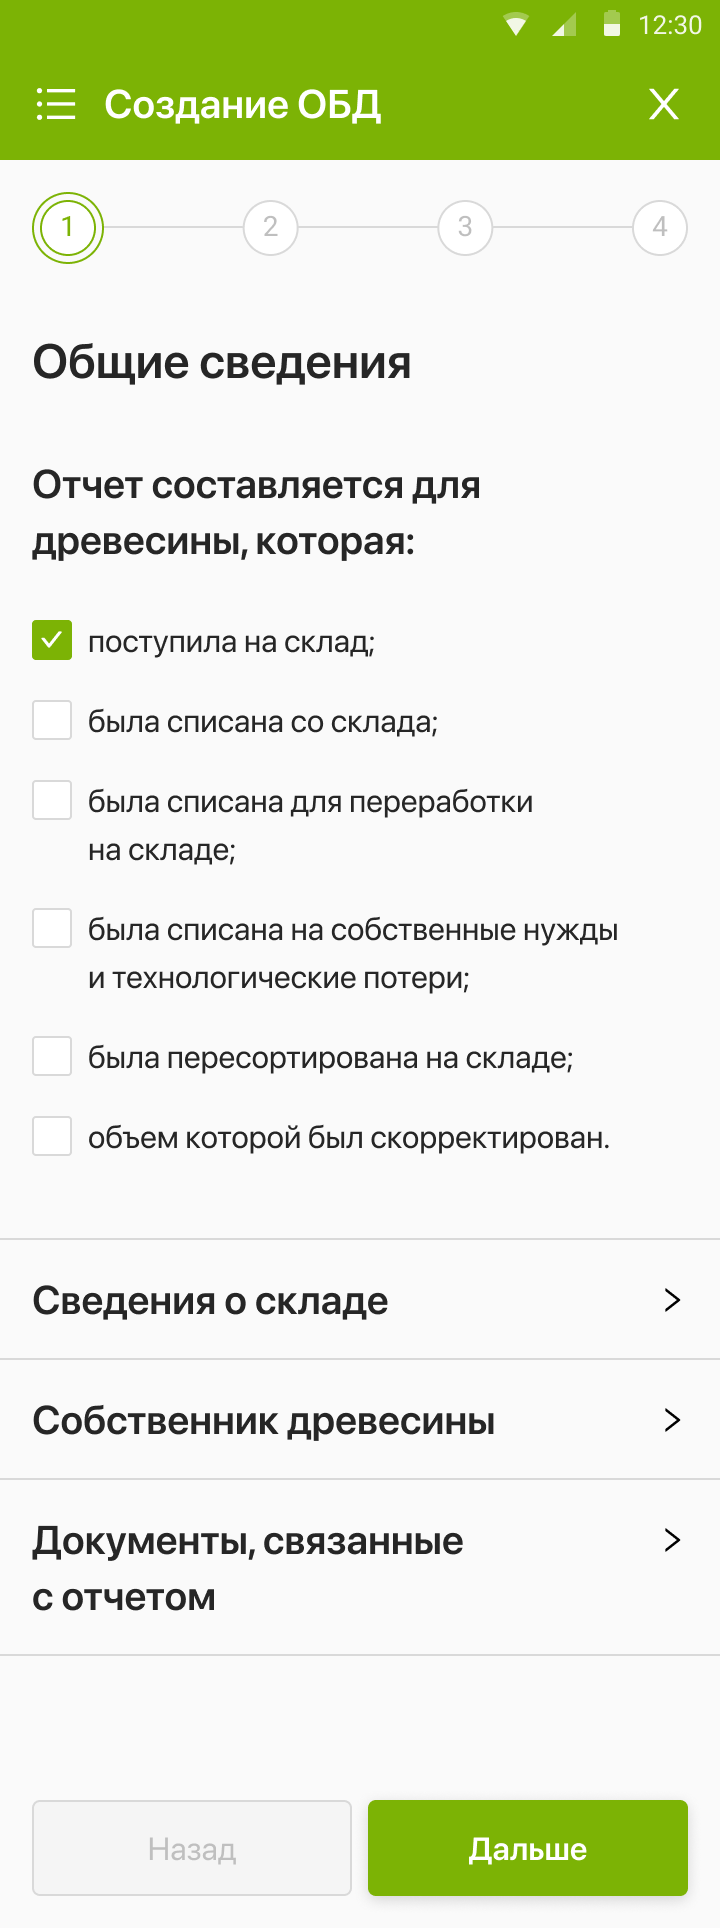 12:30
Создание ОБД
1
2
3
4
Общие сведения
Отчет составляется для
древесины, которая:
поступила на склад;
была списана со склада;
была списана для переработки
на складе;
была списана на собственные нужды
и технологические потери;
была пересортирована на складе;
объем которой был скорректирован.
Сведения о складе
Собственник древесины
Документы, связанные
с отчетом
Назад
Дальше